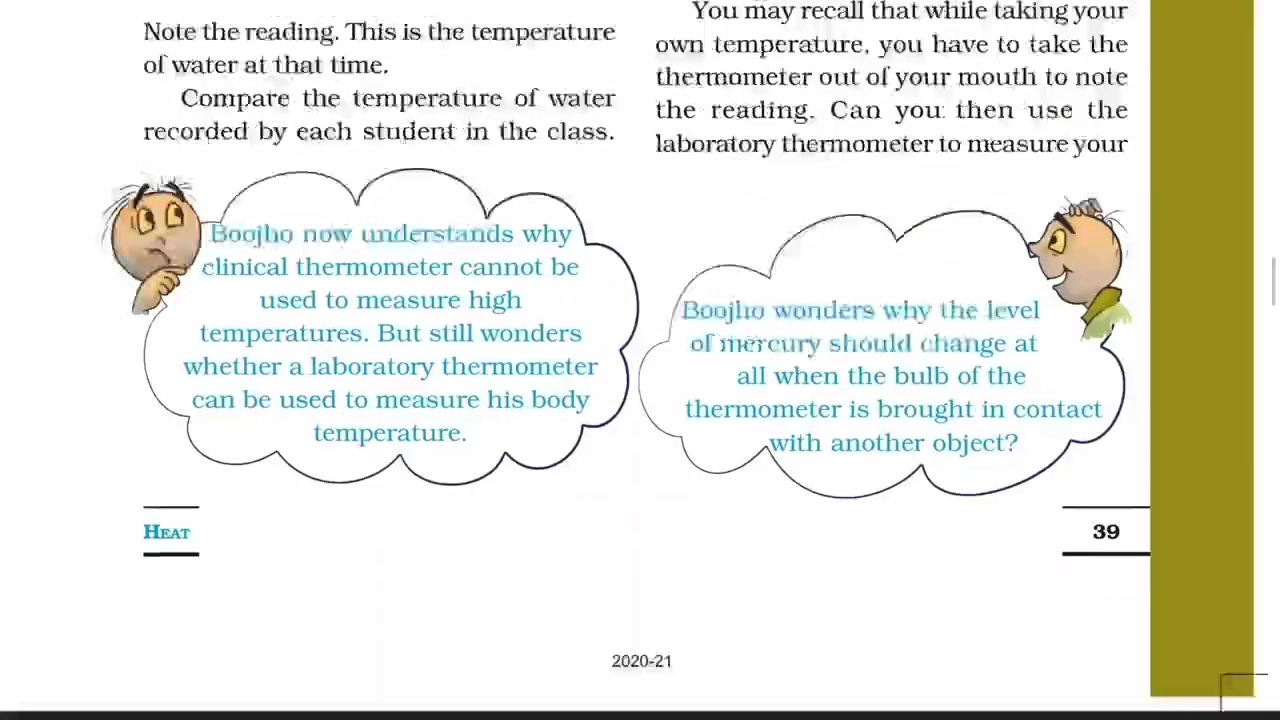 Note the reading. This is the temperature
of water at that time.
Compare the temperature of water
recorded by each student in the class.
You may recall that while taking your
own temperature, you have to take the
thermometer out of your mouth to note
the reading. Can you then use the
laboratory thermometer to measure your
Boojho now understands why
clinical thermometer cannot be
used to measure high
temperatures. But still wonders
whether a laboratory thermometer
can be used to measure his body
temperature.
Boojho wonders why the level
of mercury should change at
all when the bulb of the
thermometer is brought in contact
with another object?
HEAT
39
2020-21